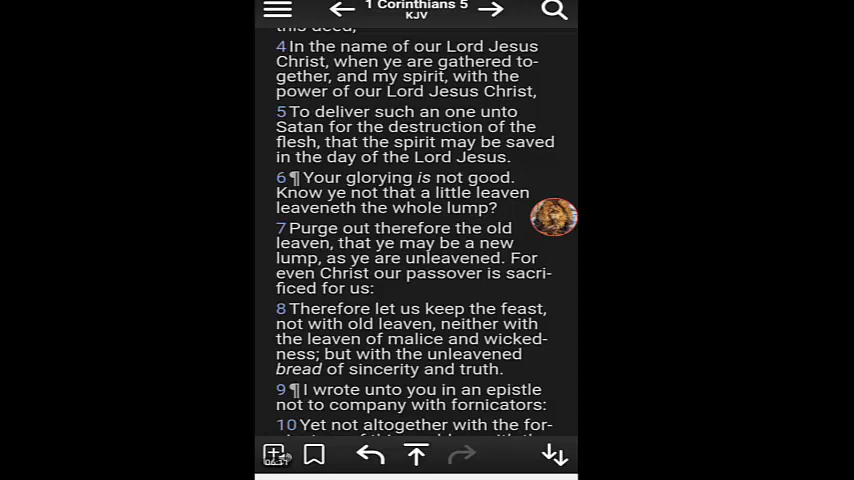 1 Corinthians 5
KJV
this deed,
4 In the name of our Lord Jesus
Christ, when ye are gathered to-
gether, and my spirit, with the
power of our Lord Jesus Christ,
5 To deliver such an one unto
Satan for the destruction of the
flesh, that the spirit may be saved
in the day of the Lord Jesus.
6 ¶ Your glorying is not good.
Know ye not that a little leaven
leaveneth the whole lump?
7 Purge out therefore the old
leaven, that ye may be a new
lump, as ye are unleavened. For
even Christ our passover is sacri-
ficed for us:
8 Therefore let us keep the feast,
not with old leaven, neither with
the leaven of malice and wicked-
ness; but with the unleavened
bread of sincerity and truth.
9 ¶ I wrote unto you in an epistle
not to company with fornicators:
10 Yet not altogether with the for-